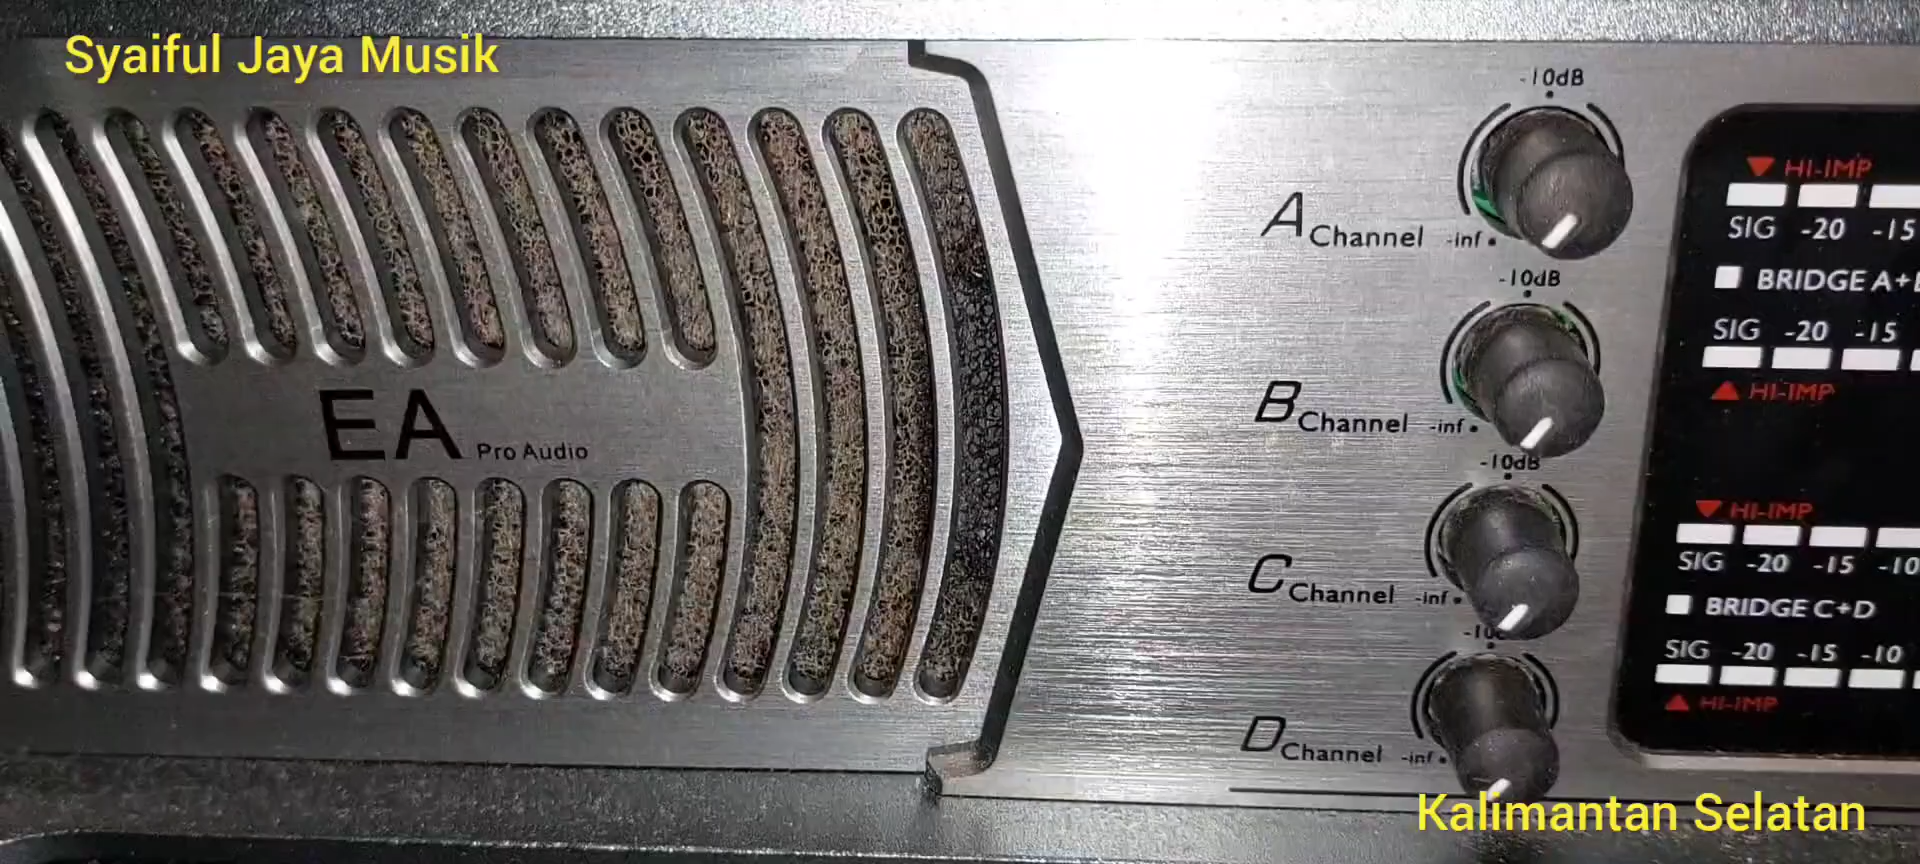 Syaiful Jaya Musik
EA Pro Audio
-10dB
A Channel -inf
-10dB
B Channel -inf
-10dB
C Channel -inf
D Channel -inf
HI-IMP
SIG -20 -15
BRIDGE A+
SIG -20 -15
HI-IMP
HI-IMP
SIG -20 -15 -10
BRIDGE C+D
SIG -20 -15 -10
HI-IMP
Kalimantan Selatan